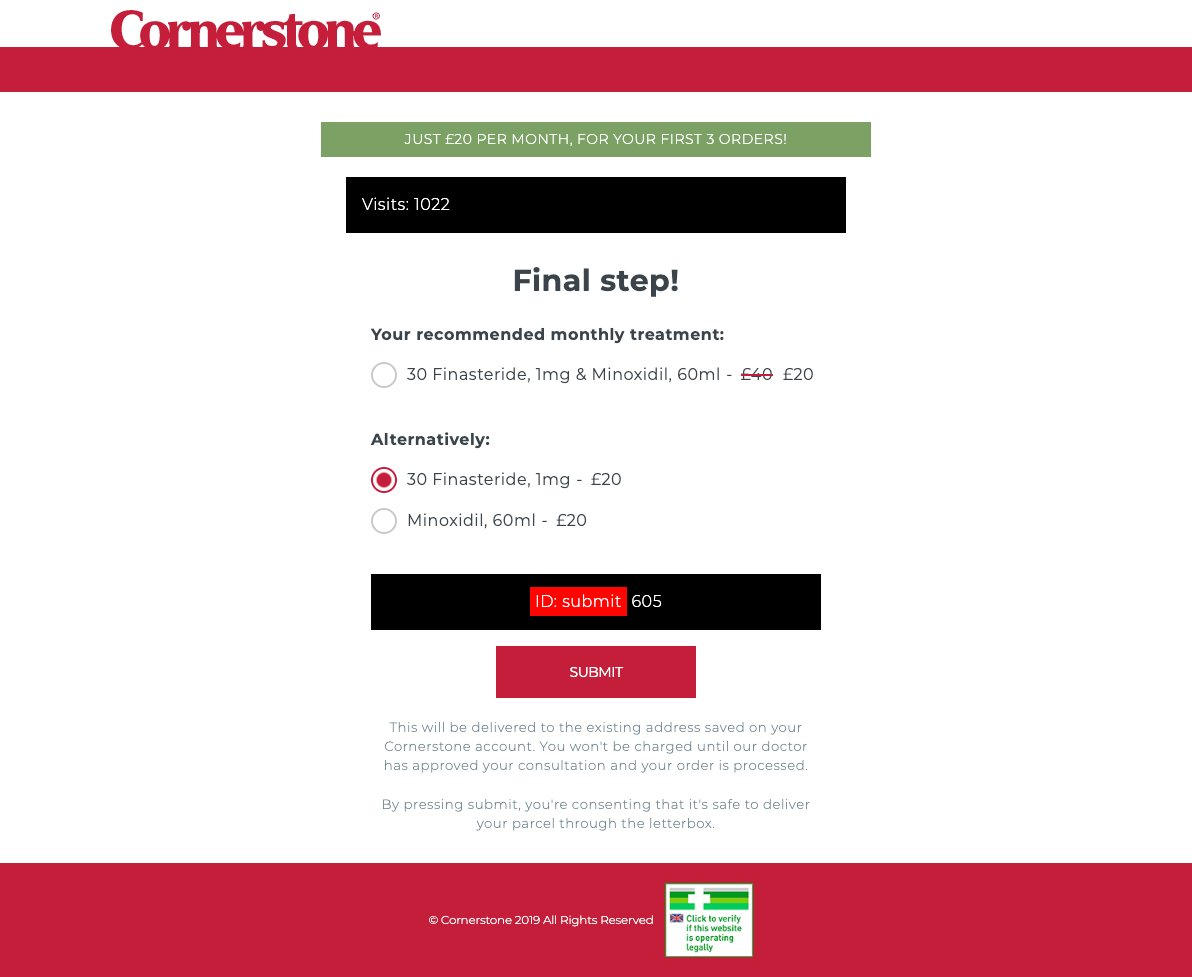 Cornerstone®
JUST £20 PER MONTH, FOR YOUR FIRST 3 ORDERS!
Visits: 1022
Final step!
Your recommended monthly treatment:
30 Finasteride, 1mg & Minoxidil, 60ml - £40 £20
Alternatively:
30 Finasteride, 1mg - £20
Minoxidil, 60ml - £20
ID: submit 605
SUBMIT
This will be delivered to the existing address saved on your
Cornerstone account. You won't be charged until our doctor
has approved your consultation and your order is processed.
By pressing submit, you're consenting that it's safe to deliver
your parcel through the letterbox.
© Cornerstone 2019 All Rights Reserved
Click to verify
if this website
is operating
legally